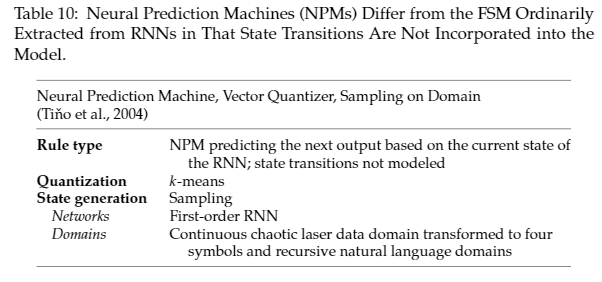 Table 10: Neural Prediction Machines (NPMs) Differ from the FSM Ordinarily
Extracted from RNNs in That State Transitions Are Not Incorporated into the
Model.
Neural Prediction Machine, Vector Quantizer, Sampling on Domain
(Tiňo et al., 2004)
Rule type NPM predicting the next output based on the current state of
the RNN; state transitions not modeled
Quantization k-means
State generation Sampling
Networks First-order RNN
Domains Continuous chaotic laser data domain transformed to four
symbols and recursive natural language domains